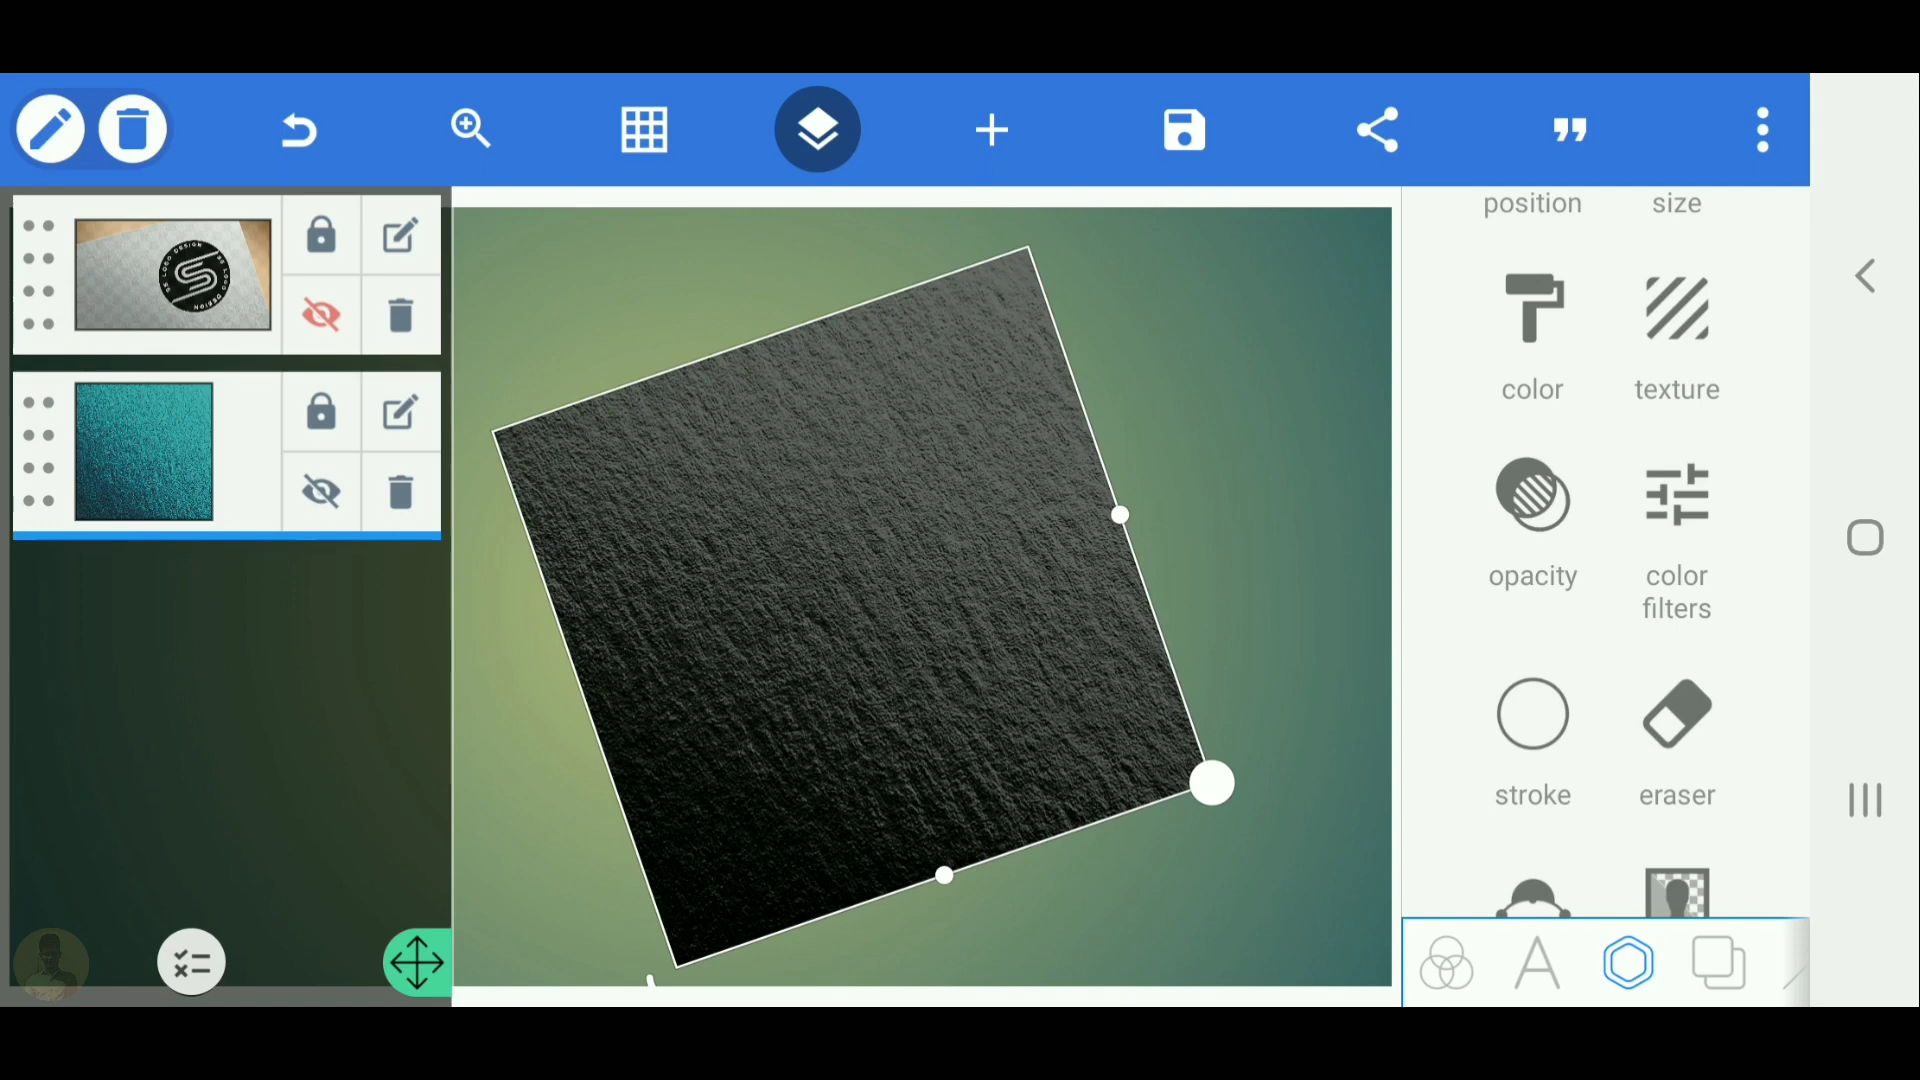 position
size
color
texture
opacity
color
filters
stroke
eraser